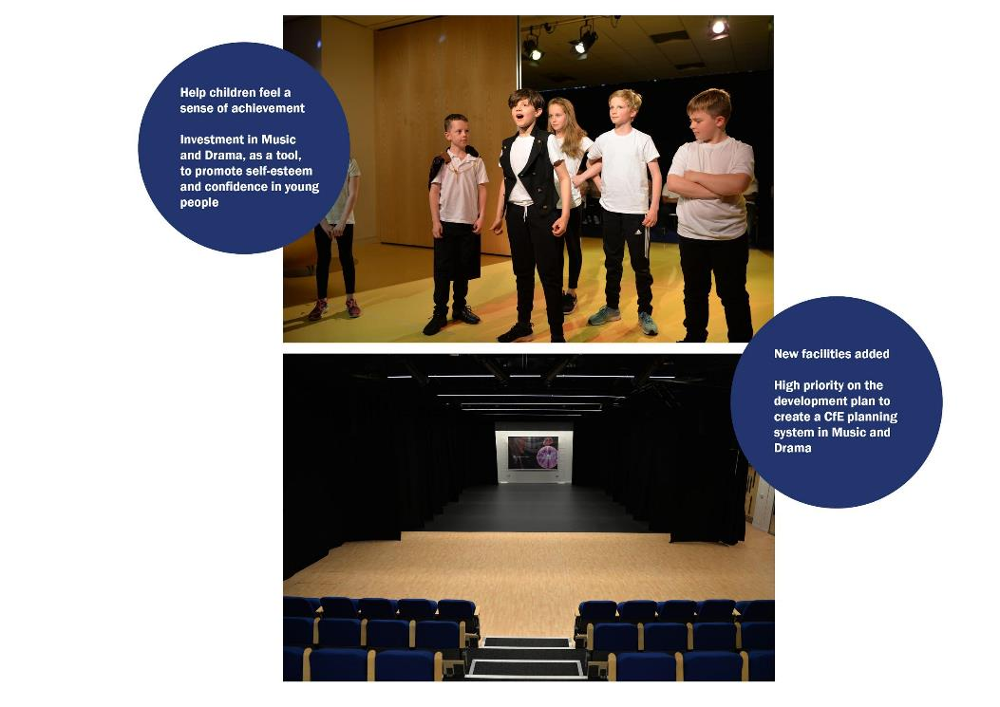 Help children feel a
sense of achievement
Investment in Music
and Drama, as a tool,
to promote self-esteem
and confidence in young
people
New facilities added
High priority on the
development plan to
create a CfE planning
system in Music and
Drama